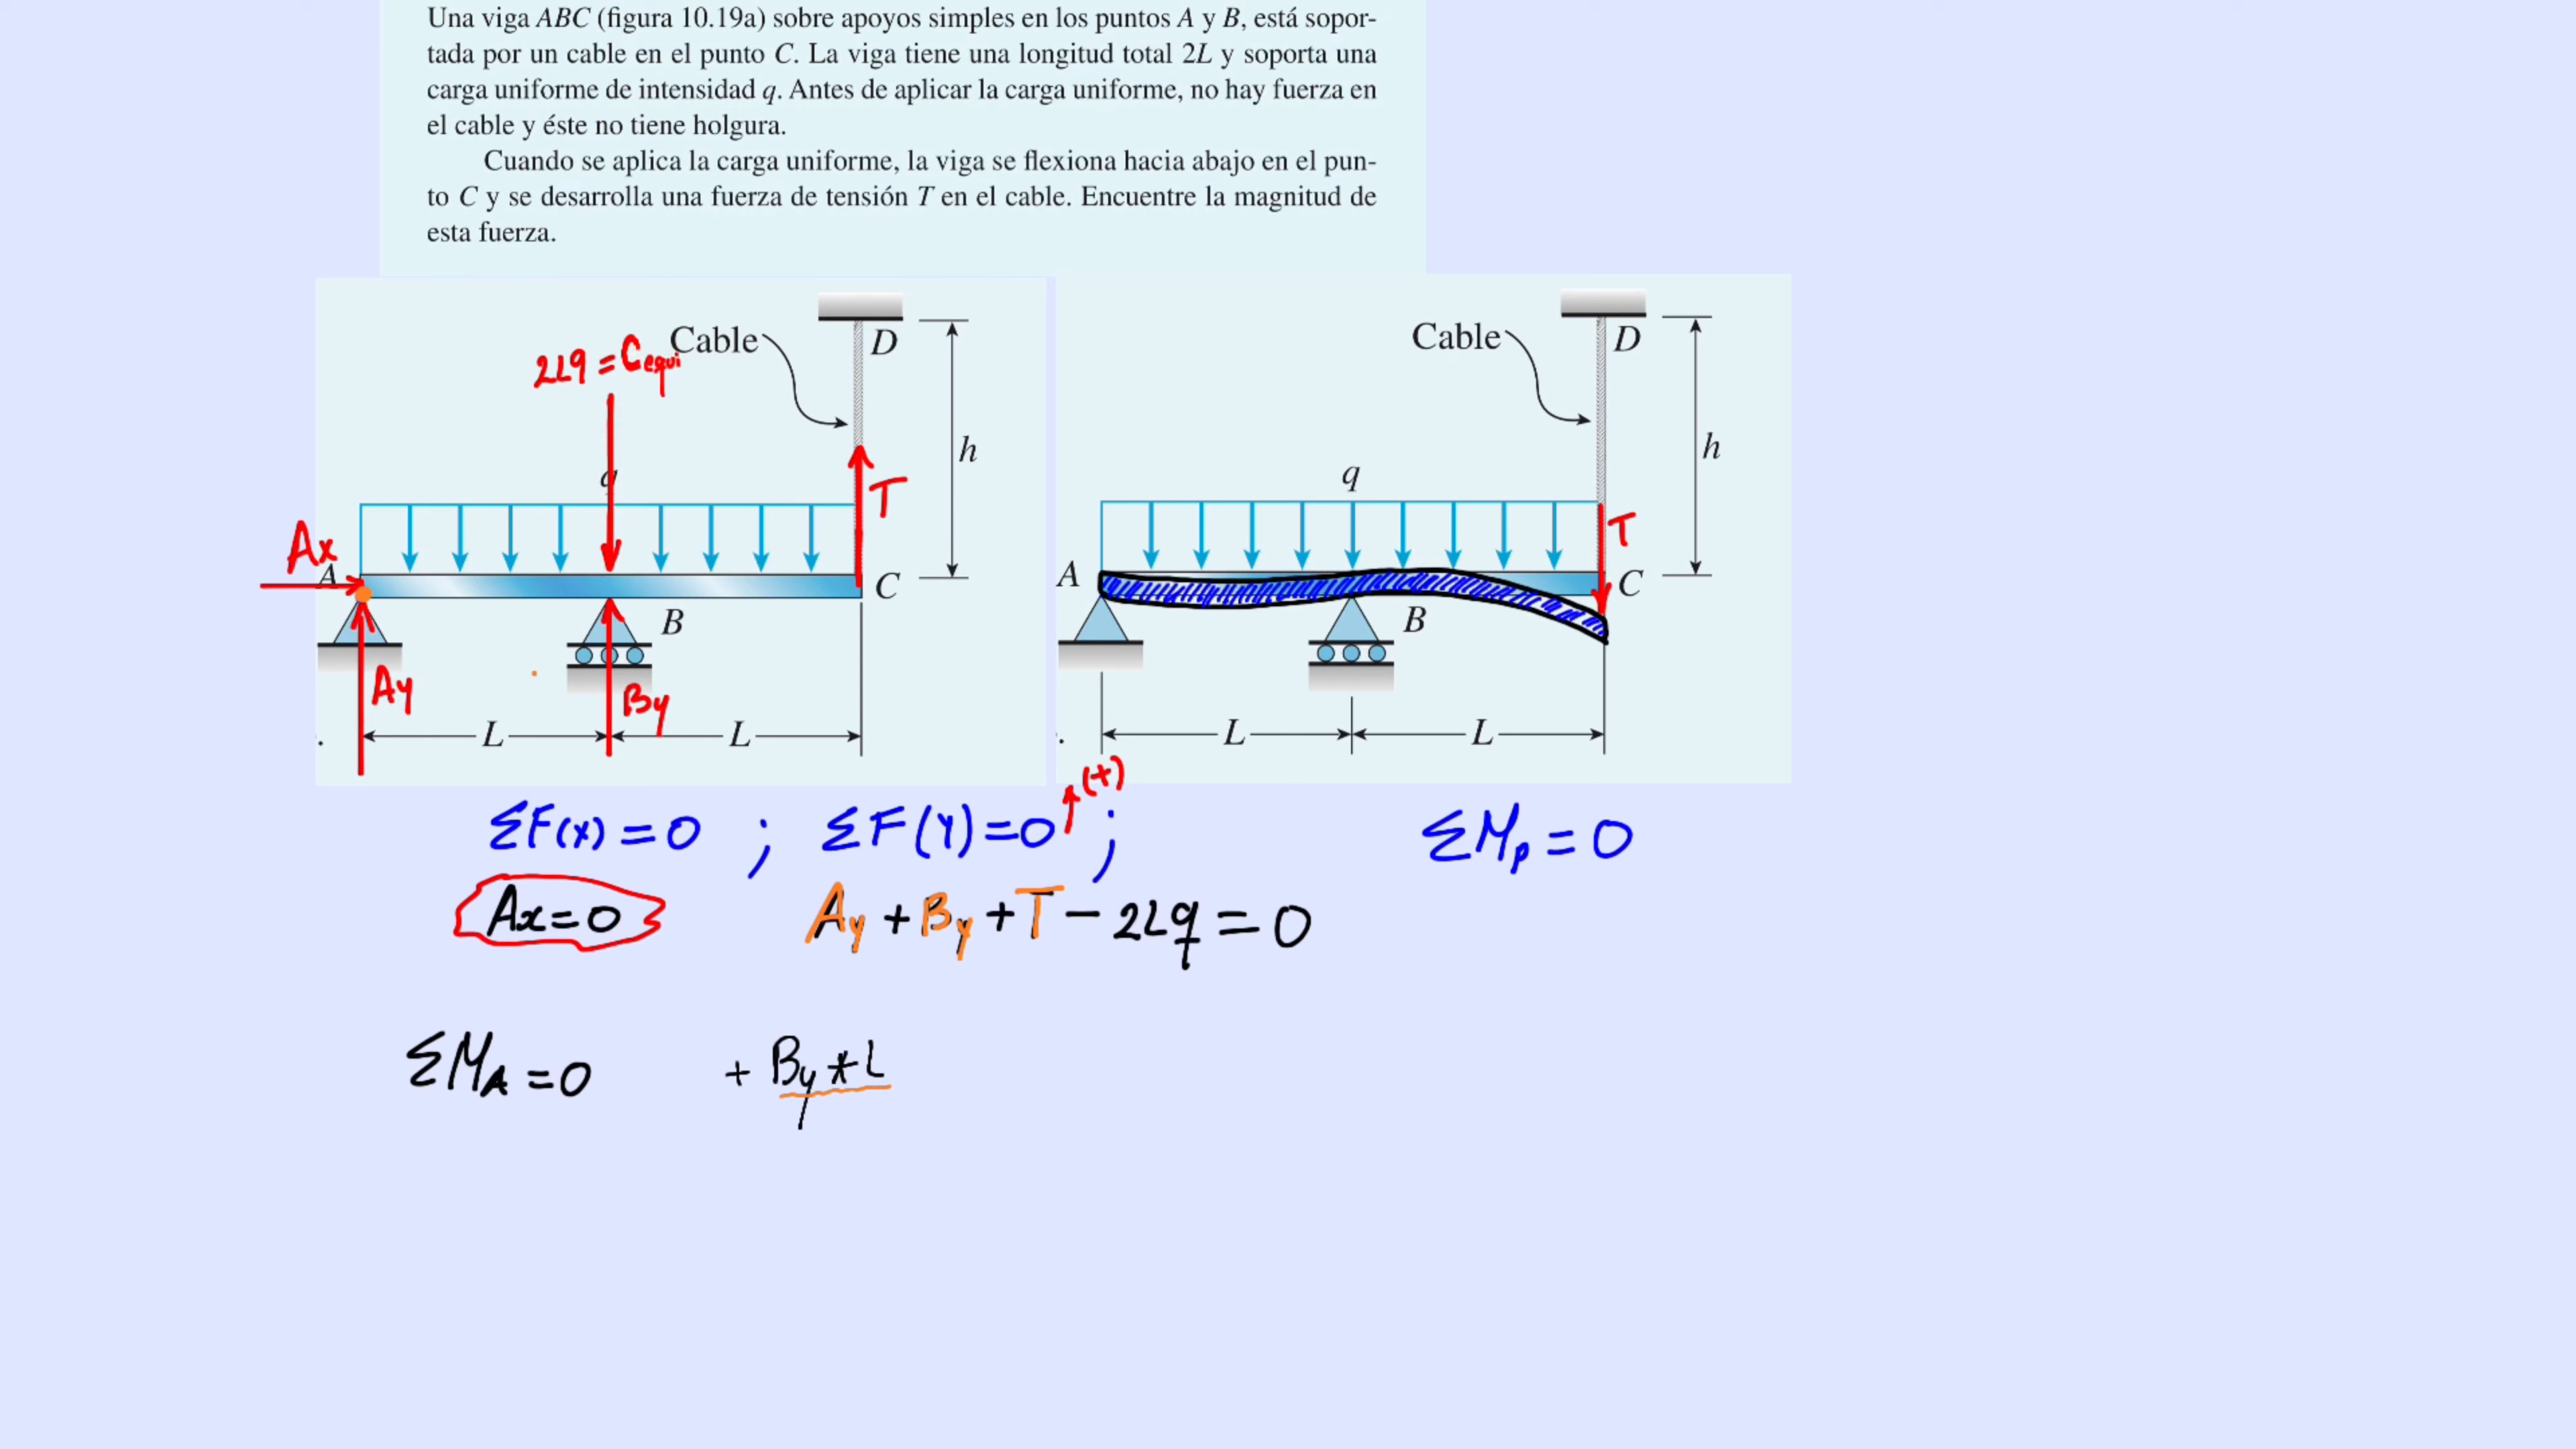 Una viga ABC (figura 10.19a) sobre apoyos simples en los puntos A y B, está sopor-
tada por un cable en el punto C. La viga tiene una longitud total 2L y soporta una
carga uniforme de intensidad q. Antes de aplicar la carga uniforme, no hay fuerza en
el cable y éste no tiene holgura.
Cuando se aplica la carga uniforme, la viga se flexiona hacia abajo en el pun-
to C y se desarrolla una fuerza de tensión T en el cable. Encuentre la magnitud de
esta fuerza.
2Lq = Cequi
Cable
D
h
q
T
Ax
A
C
B
Ay
By
L
L
Cable
D
h
q
T
A
C
B
L
L
ΣF(x) = 0 ; ΣF(Y)=0 ↑(+) ;
ΣMp = 0
Ax=0
Ay + By + T - 2Lq = 0
ΣMA =0
+ By * L